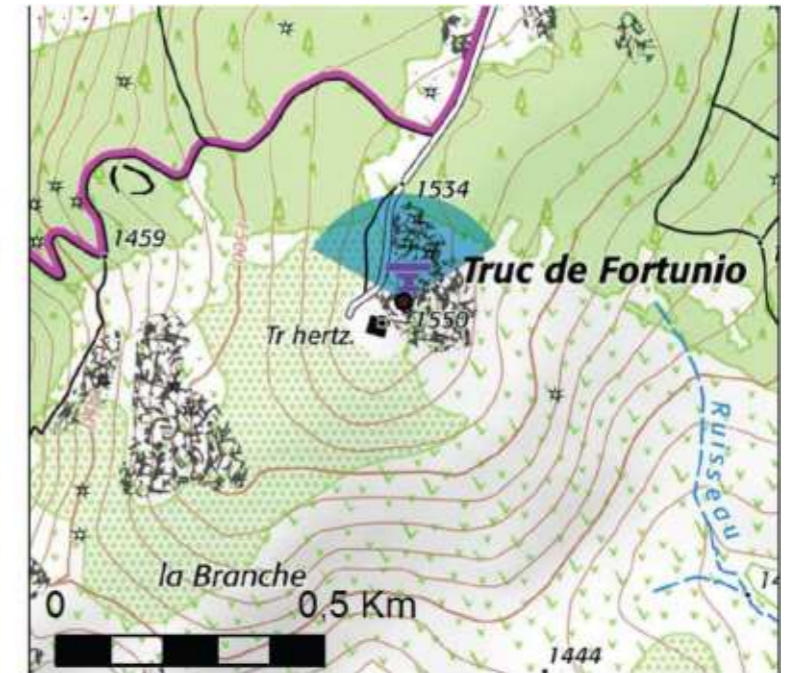 1534
1459
Truc de Fortunio
1550
Tr hertz.
Ruisseau
la Branche
0 0,5 Km
1444